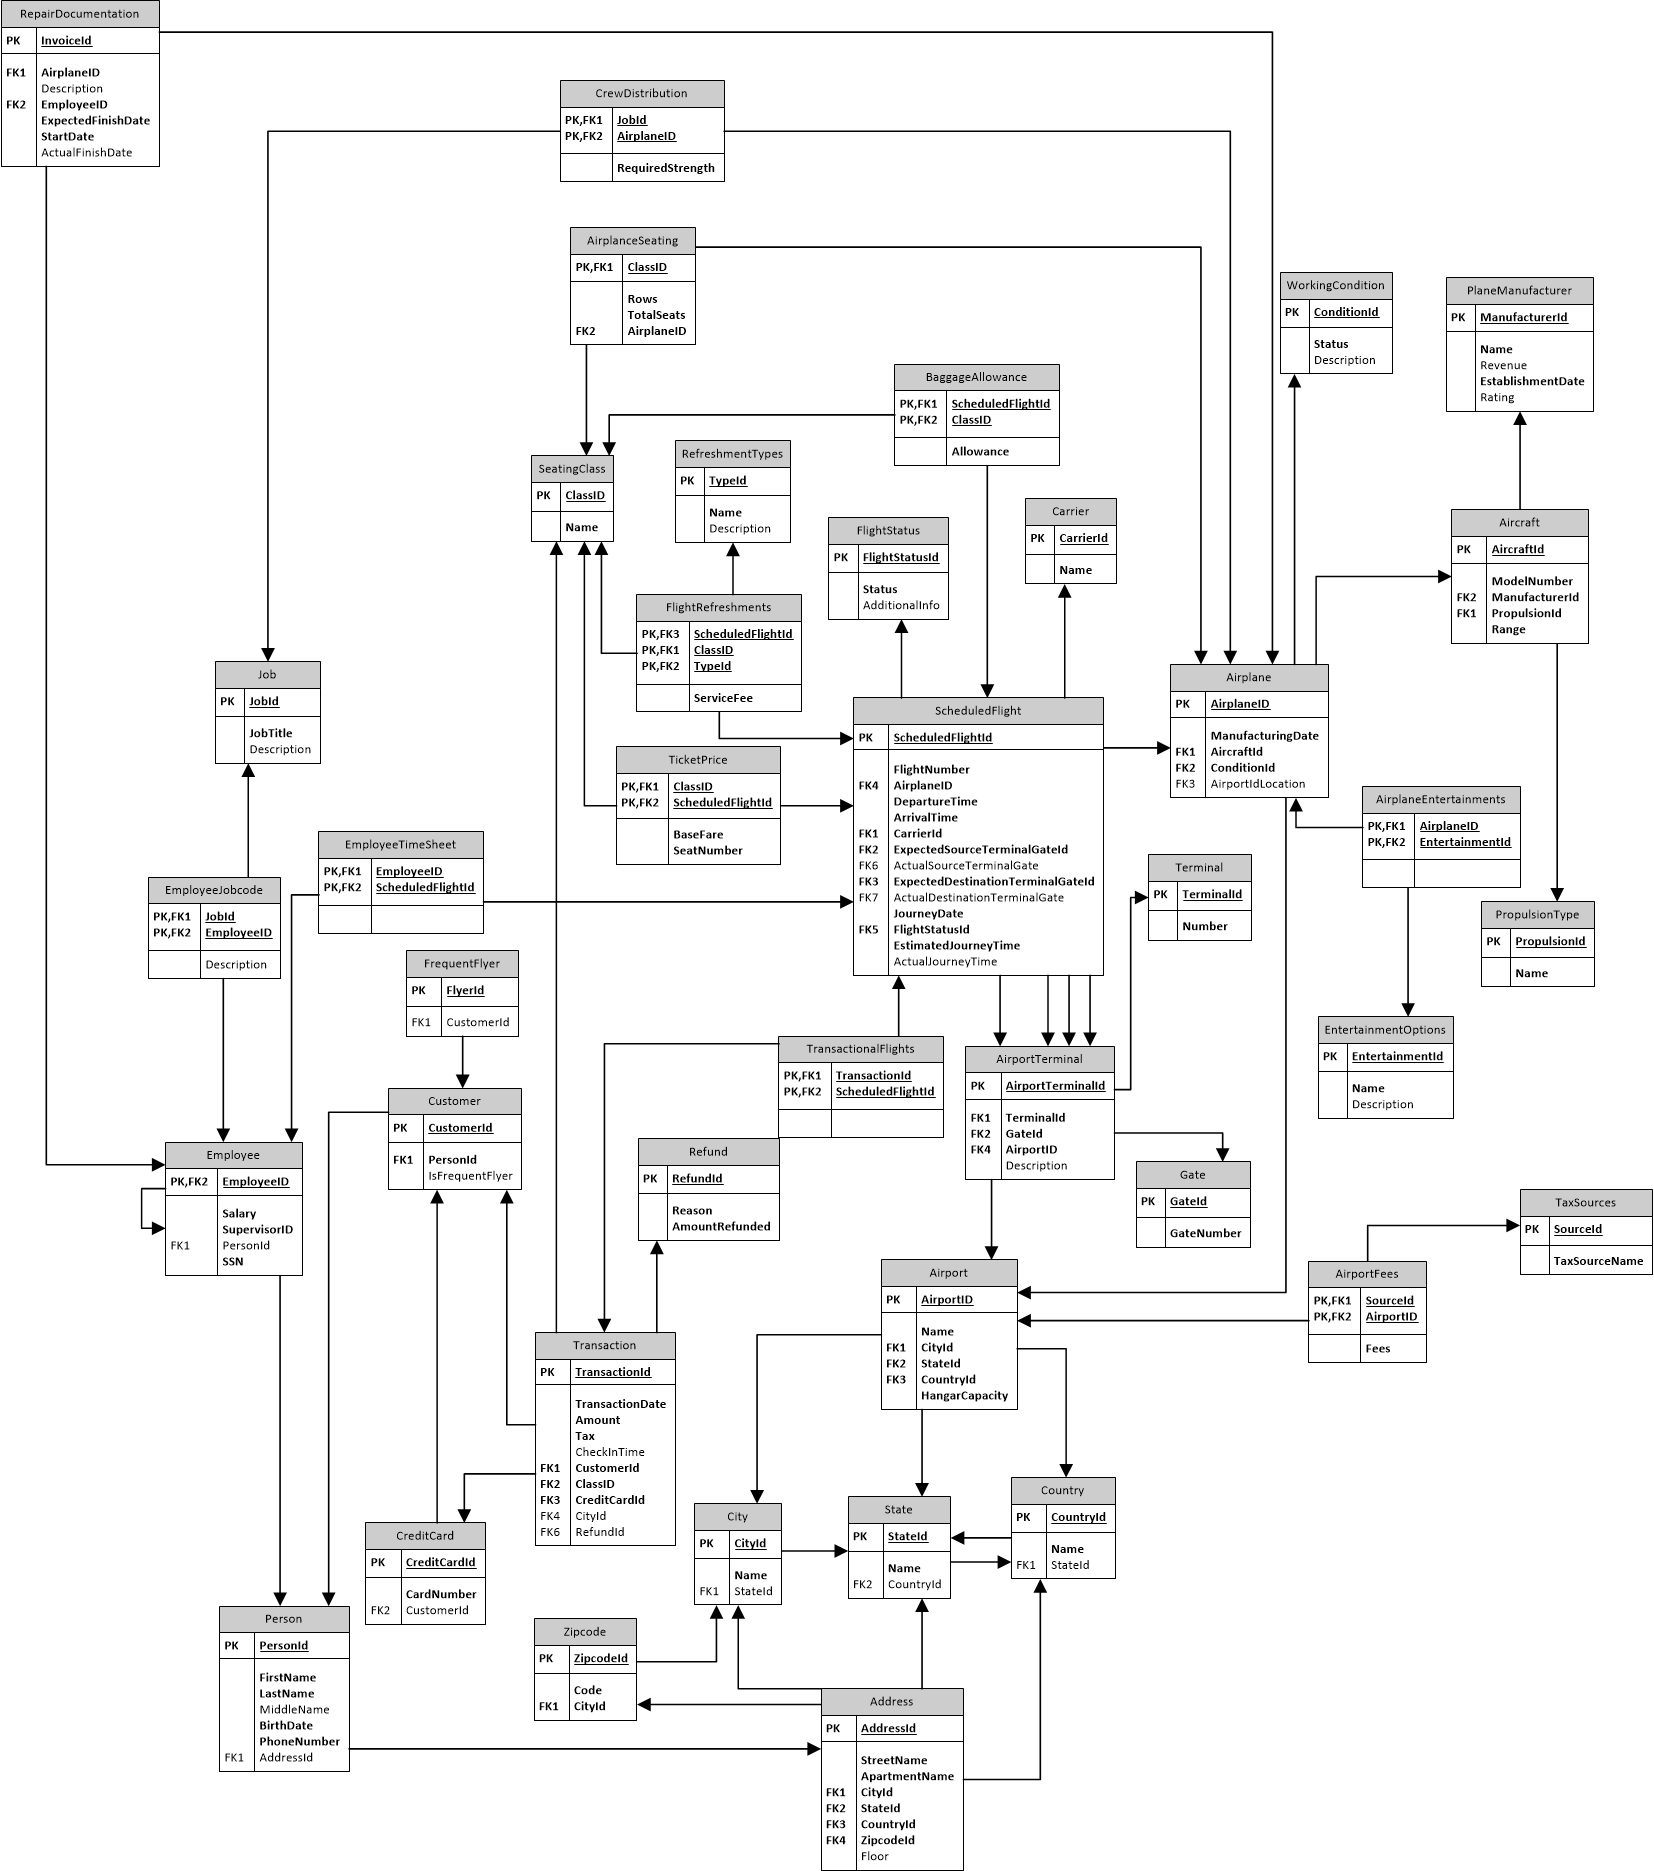 RepairDocumentation
PK InvoiceId
FK1 AirplaneID
Description
FK2 EmployeeID
ExpectedFinishDate
StartDate
ActualFinishDate
CrewDistribution
PK,FK1 JobId
PK,FK2 AirplaneID
RequiredStrength
AirplanceSeating
PK,FK1 ClassID
Rows
TotalSeats
FK2 AirplaneID
WorkingCondition
PK ConditionId
Status
Description
PlaneManufacturer
PK ManufacturerId
Name
Revenue
EstablishmentDate
Rating
BaggageAllowance
PK,FK1 ScheduledFlightId
PK,FK2 ClassID
Allowance
SeatingClass
PK ClassID
Name
RefreshmentTypes
PK TypeId
Name
Description
FlightStatus
PK FlightStatusId
Status
AdditionalInfo
Carrier
PK CarrierId
Name
Aircraft
PK AircraftId
ModelNumber
FK2 ManufacturerId
FK1 PropulsionId
Range
FlightRefreshments
PK,FK3 ScheduledFlightId
PK,FK1 ClassID
PK,FK2 TypeId
ServiceFee
Job
PK JobId
JobTitle
Description
ScheduledFlight
PK ScheduledFlightId
FlightNumber
FK4 AirplaneID
DepartureTime
ArrivalTime
FK1 CarrierId
FK2 ExpectedSourceTerminalGateId
FK6 ActualSourceTerminalGate
FK3 ExpectedDestinationTerminalGateId
FK7 ActualDestinationTerminalGate
JourneyDate
FK5 FlightStatusId
EstimatedJourneyTime
ActualJourneyTime
Airplane
PK AirplaneID
ManufacturingDate
FK1 AircraftId
FK2 ConditionId
FK3 AirportIdLocation
TicketPrice
PK,FK1 ClassID
PK,FK2 ScheduledFlightId
BaseFare
SeatNumber
AirplaneEntertainments
PK,FK1 AirplaneID
PK,FK2 EntertainmentId
EmployeeTimeSheet
PK,FK1 EmployeeID
PK,FK2 ScheduledFlightId
Terminal
PK TerminalId
Number
EmployeeJobcode
PK,FK1 JobId
PK,FK2 EmployeeID
Description
PropulsionType
PK PropulsionId
Name
FrequentFlyer
PK FlyerId
FK1 CustomerId
EntertainmentOptions
PK EntertainmentId
Name
Description
TransactionalFlights
PK,FK1 TransactionId
PK,FK2 ScheduledFlightId
AirportTerminal
PK AirportTerminalId
FK1 TerminalId
FK2 GateId
FK4 AirportID
Description
Customer
PK CustomerId
FK1 PersonId
IsFrequentFlyer
Employee
PK,FK2 EmployeeID
Salary
SupervisorID
FK1 PersonId
SSN
Refund
PK RefundId
Reason
AmountRefunded
Gate
PK GateId
GateNumber
TaxSources
PK SourceId
TaxSourceName
Airport
PK AirportID
Name
FK1 CityId
FK2 StateId
FK3 CountryId
HangarCapacity
AirportFees
PK,FK1 SourceId
PK,FK2 AirportID
Fees
Transaction
PK TransactionId
TransactionDate
Amount
Tax
CheckInTime
FK1 CustomerId
FK2 ClassID
FK3 CreditCardId
FK4 CityId
FK6 RefundId
CreditCard
PK CreditCardId
CardNumber
FK2 CustomerId
City
PK CityId
Name
FK1 StateId
State
PK StateId
Name
FK2 CountryId
Country
PK CountryId
Name
FK1 StateId
Person
PK PersonId
FirstName
LastName
MiddleName
BirthDate
PhoneNumber
FK1 AddressId
Zipcode
PK ZipcodeId
Code
FK1 CityId
Address
PK AddressId
StreetName
ApartmentName
FK1 CityId
FK2 StateId
FK3 CountryId
FK4 ZipcodeId
Floor